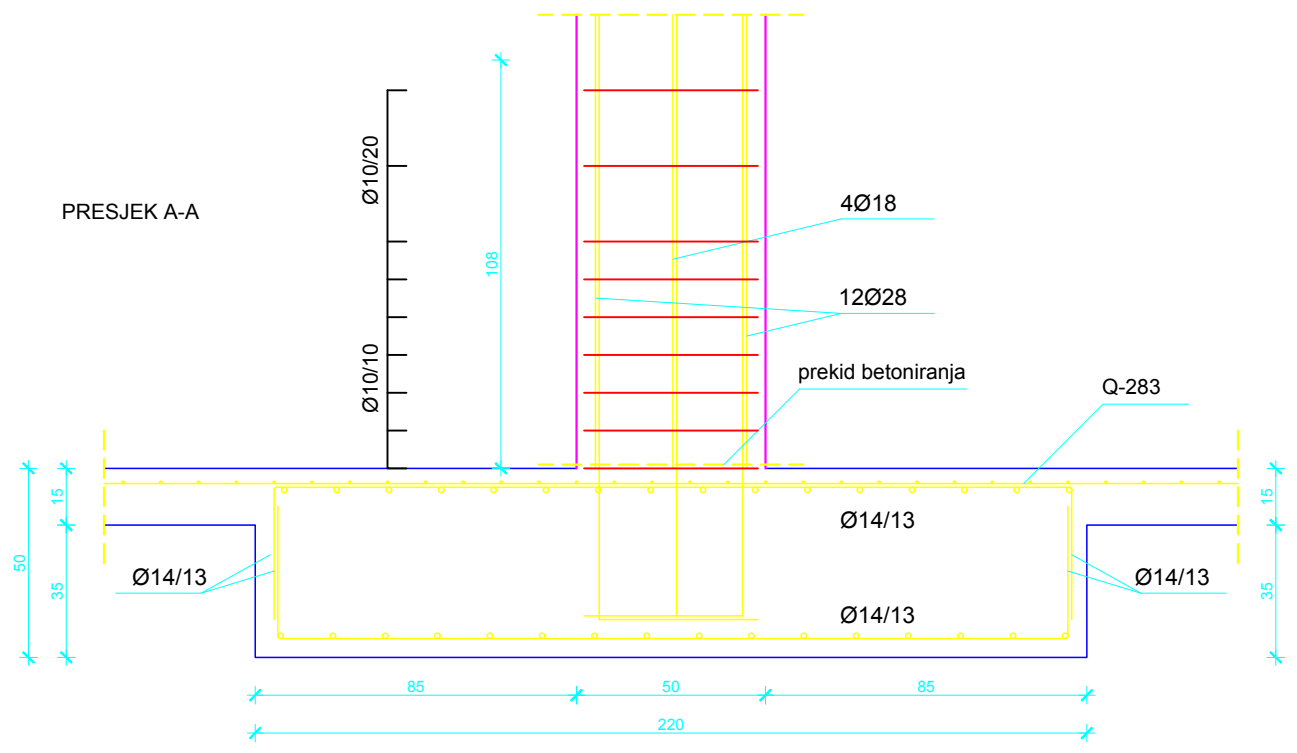 PRESJEK A-A
Ø10/20
Ø10/10
108
4Ø18
12Ø28
prekid betoniranja
Q-283
15
50
35
Ø14/13
Ø14/13
Ø14/13
Ø14/13
15
35
85
50
85
220